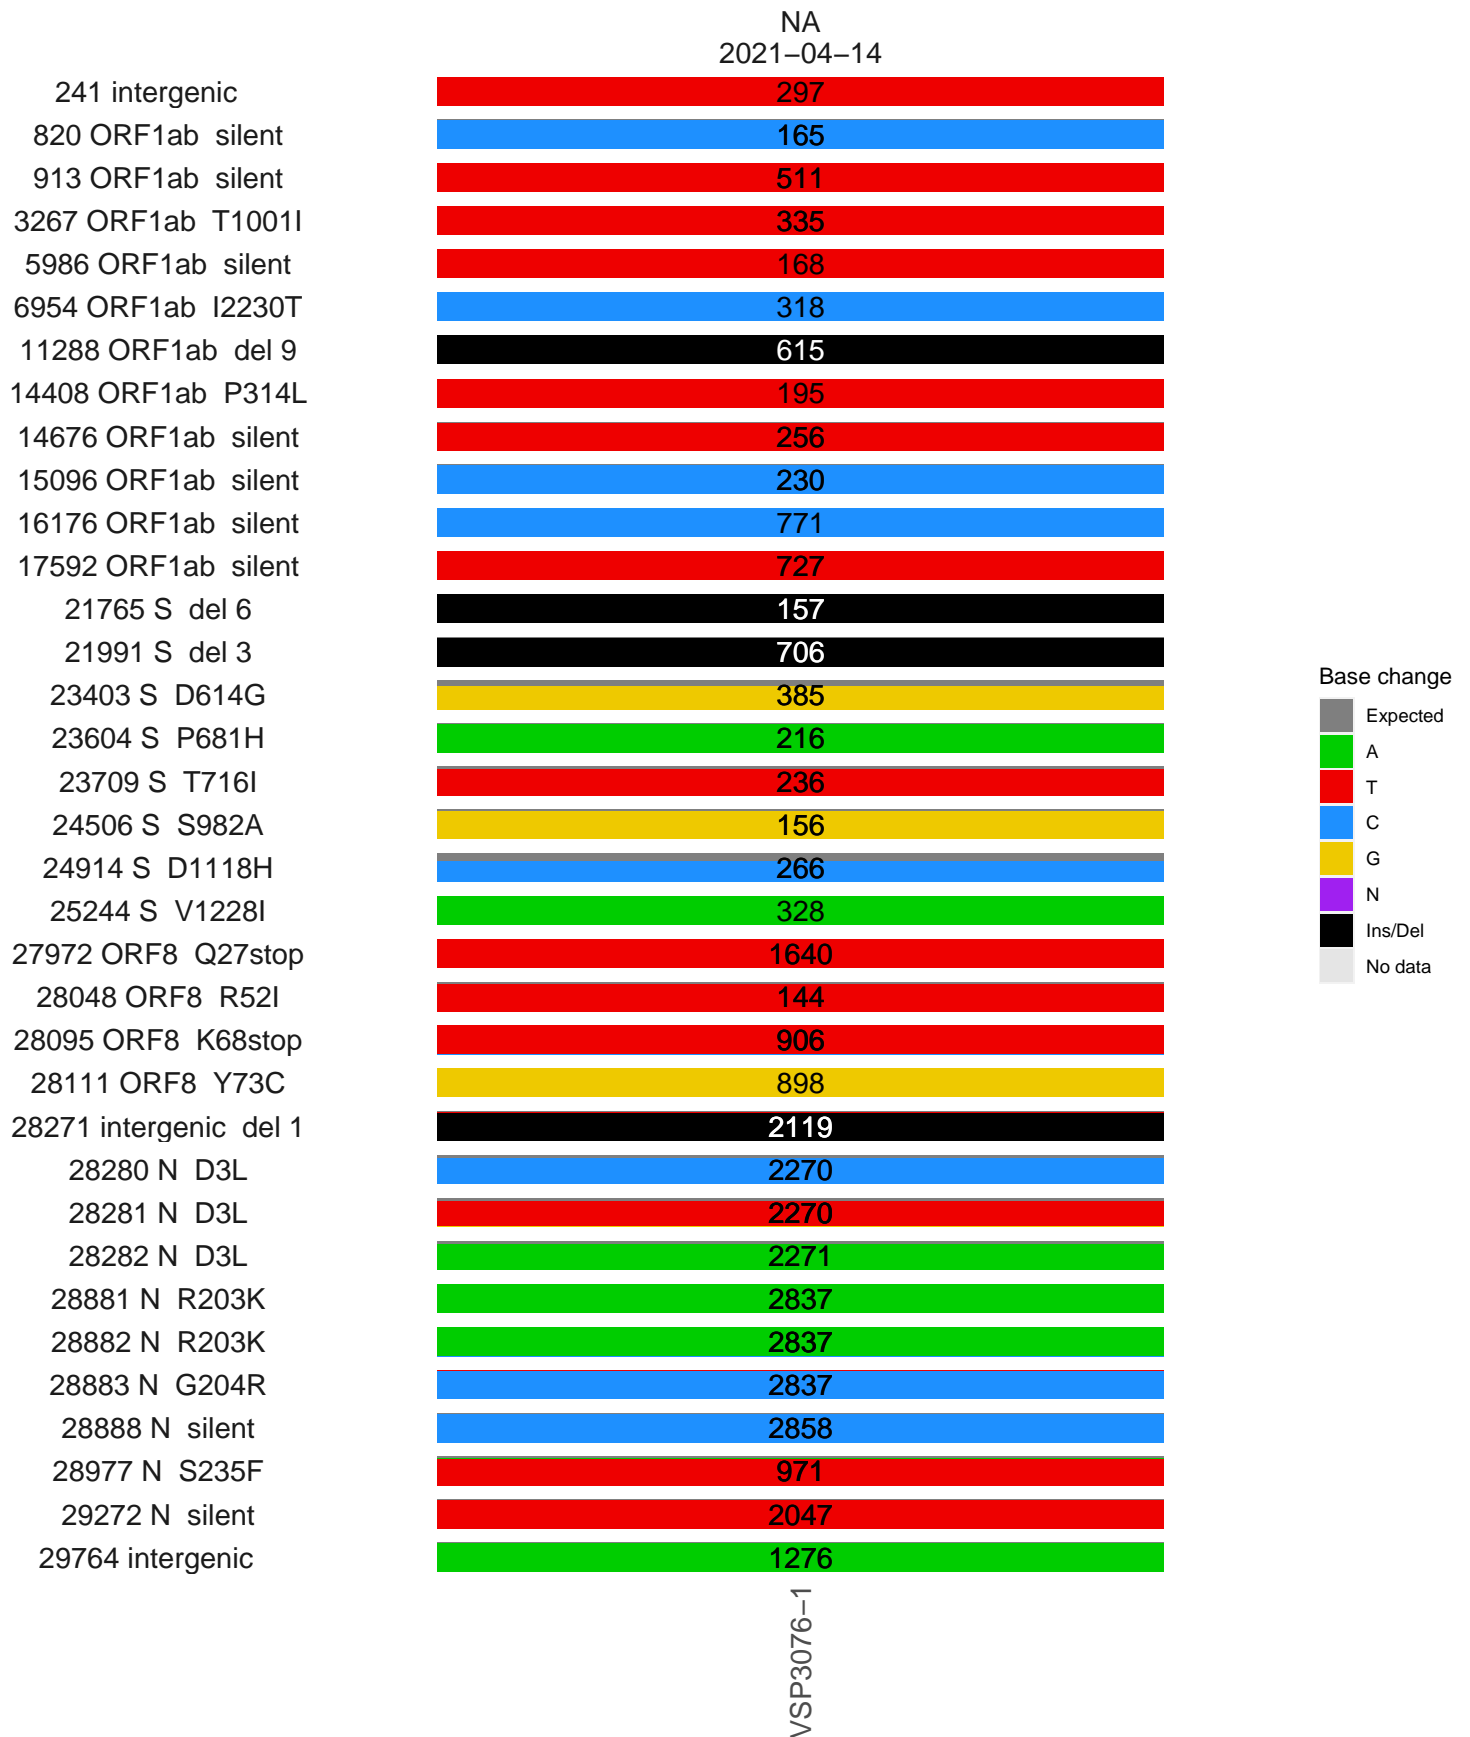 NA
2021−04−14
241 intergenic 297
820 ORF1ab silent 165
913 ORF1ab silent 511
3267 ORF1ab T1001I 335
5986 ORF1ab silent 168
6954 ORF1ab I2230T 318
11288 ORF1ab del 9 615
14408 ORF1ab P314L 195
14676 ORF1ab silent 256
15096 ORF1ab silent 230
16176 ORF1ab silent 771
17592 ORF1ab silent 727
21765 S del 6 157
21991 S del 3 706
23403 S D614G 385
23604 S P681H 216
23709 S T716I 236
24506 S S982A 156
24914 S D1118H 266
25244 S V1228I 328
27972 ORF8 Q27stop 1640
28048 ORF8 R52I 144
28095 ORF8 K68stop 906
28111 ORF8 Y73C 898
28271 intergenic del 1 2119
28280 N D3L 2270
28281 N D3L 2270
28282 N D3L 2271
28881 N R203K 2837
28882 N R203K 2837
28883 N G204R 2837
28888 N silent 2858
28977 N S235F 971
29272 N silent 2047
29764 intergenic 1276
VSP3076−1
Base change
Expected
A
T
C
G
N
Ins/Del
No data